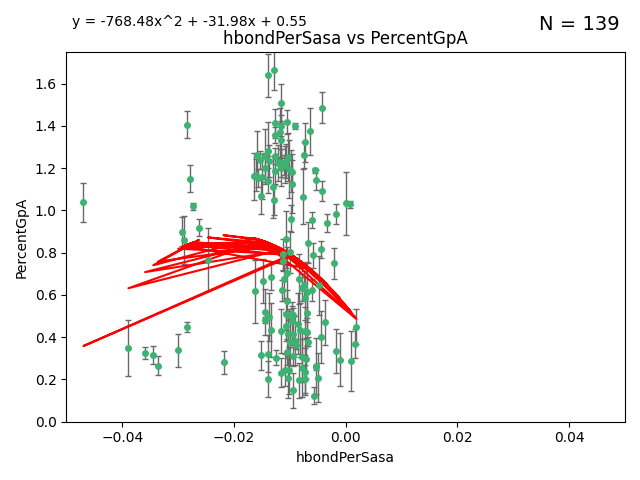 y = -768.48x^2 + -31.98x + 0.55
N = 139
hbondPerSasa vs PercentGpA
PercentGpA
1.6
1.4
1.2
1.0
0.8
0.6
0.4
0.2
0.0
−0.04
−0.02
0.00
0.02
0.04
hbondPerSasa